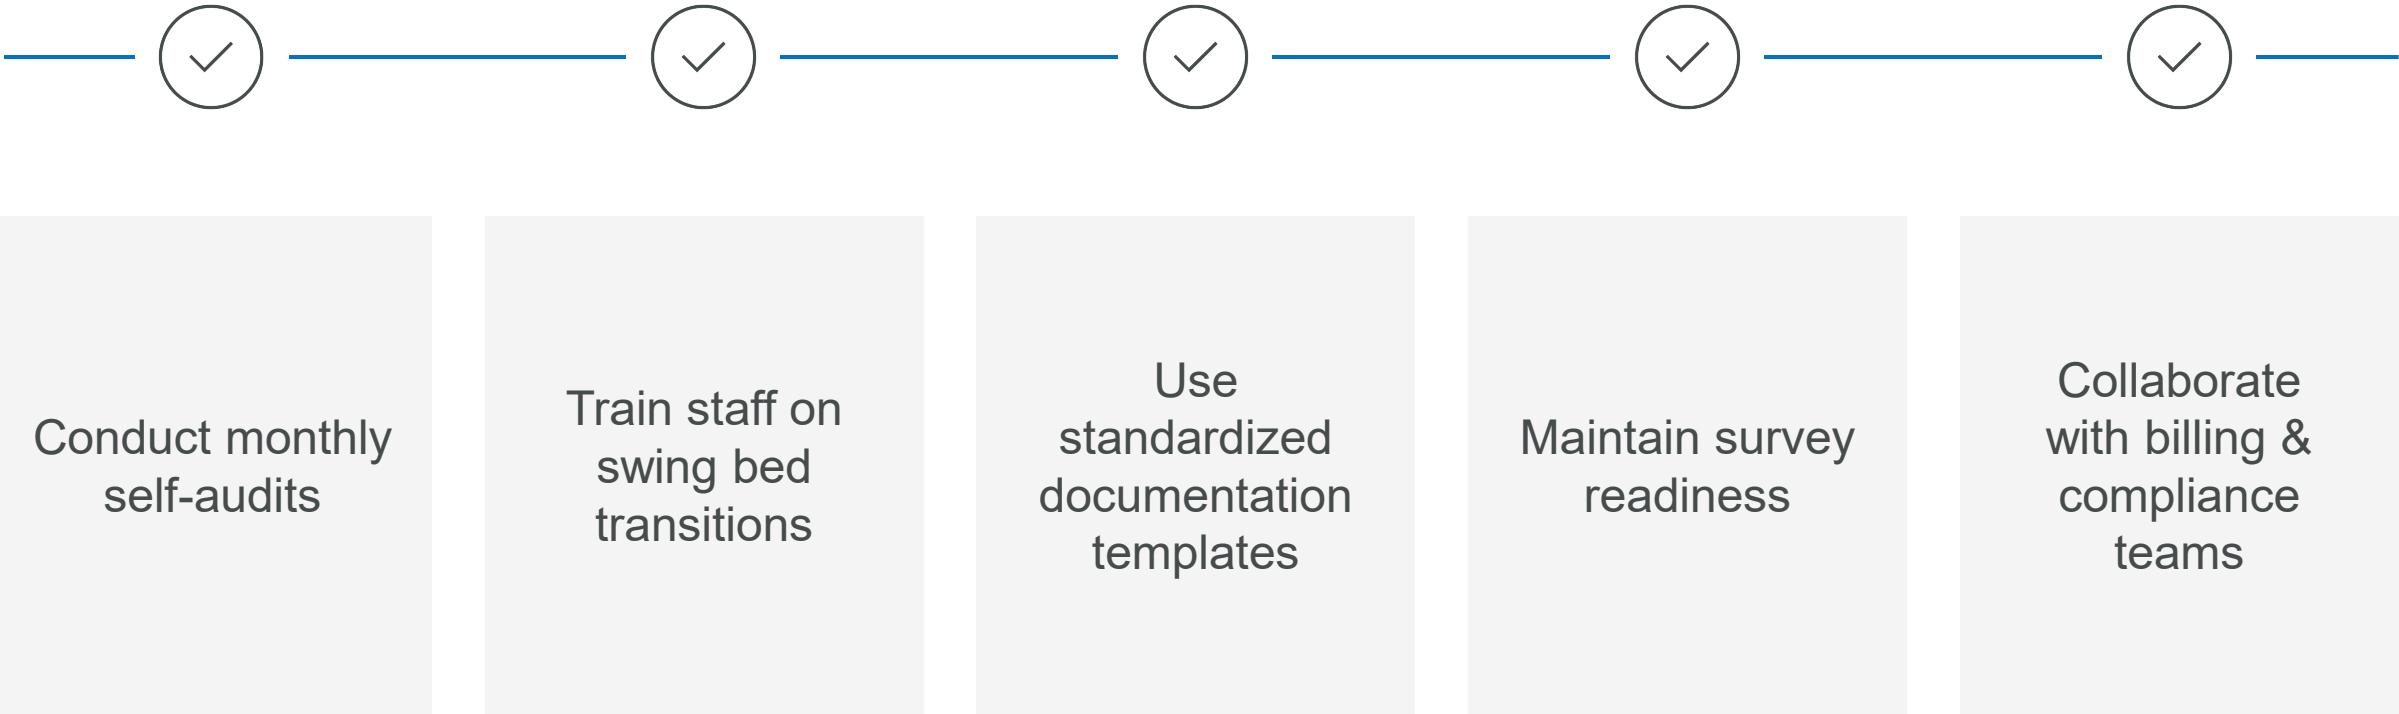 Conduct monthly
self-audits
Train staff on
swing bed
transitions
Use
standardized
documentation
templates
Maintain survey
readiness
Collaborate
with billing &
compliance
teams